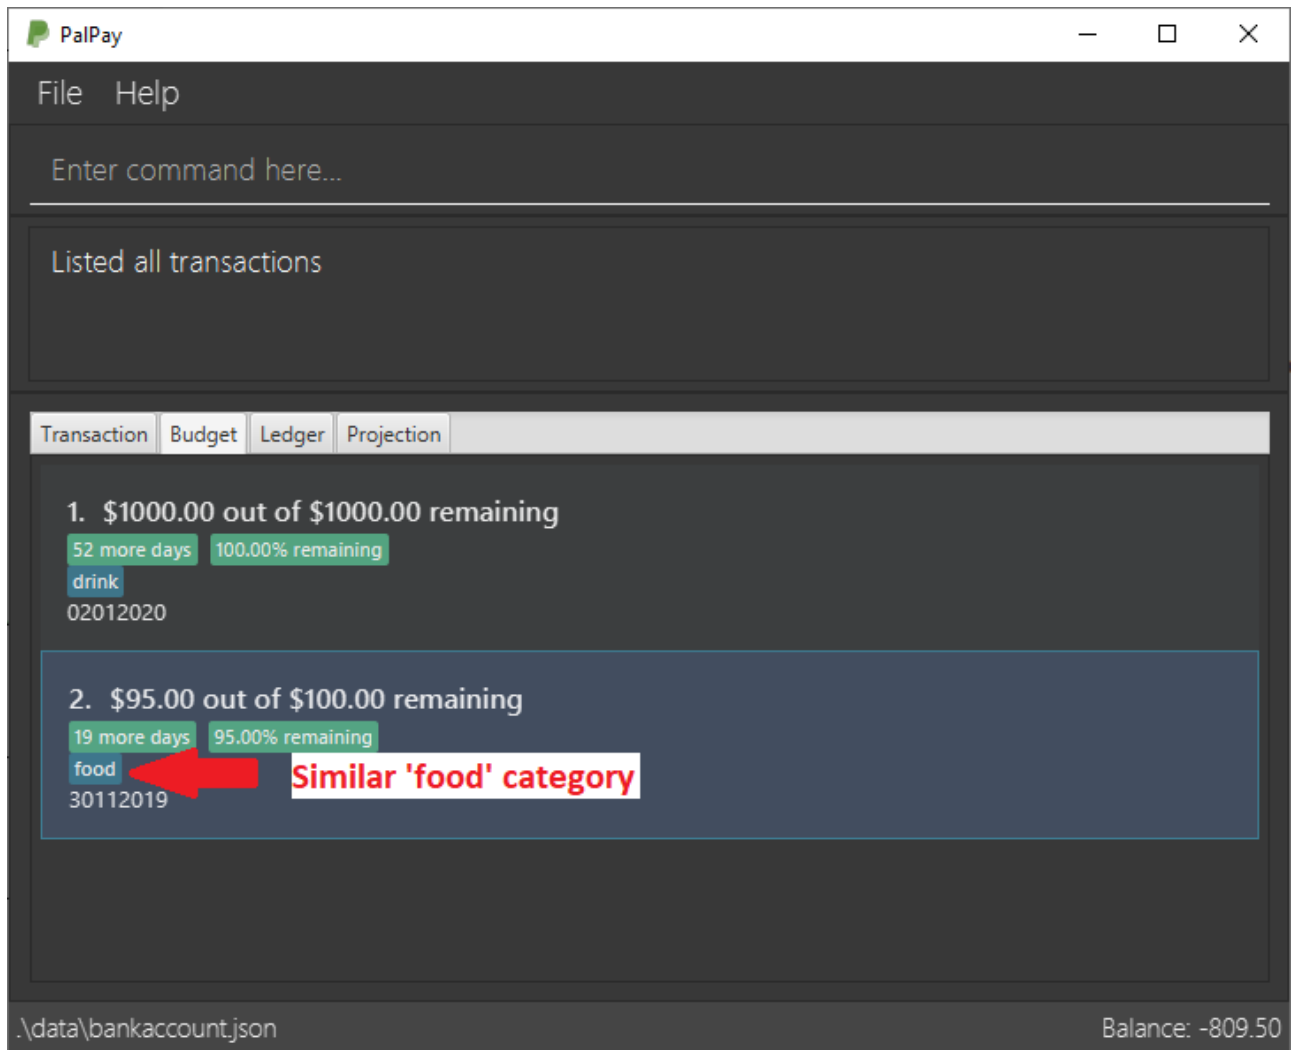 PalPay
File Help
Enter command here...
Listed all transactions
Transaction Budget Ledger Projection
1. $1000.00 out of $1000.00 remaining
52 more days 100.00% remaining
drink
02012020
2. $95.00 out of $100.00 remaining
19 more days 95.00% remaining
food Similar 'food' category
30112019
.\data\bankaccount.json Balance: -809.50